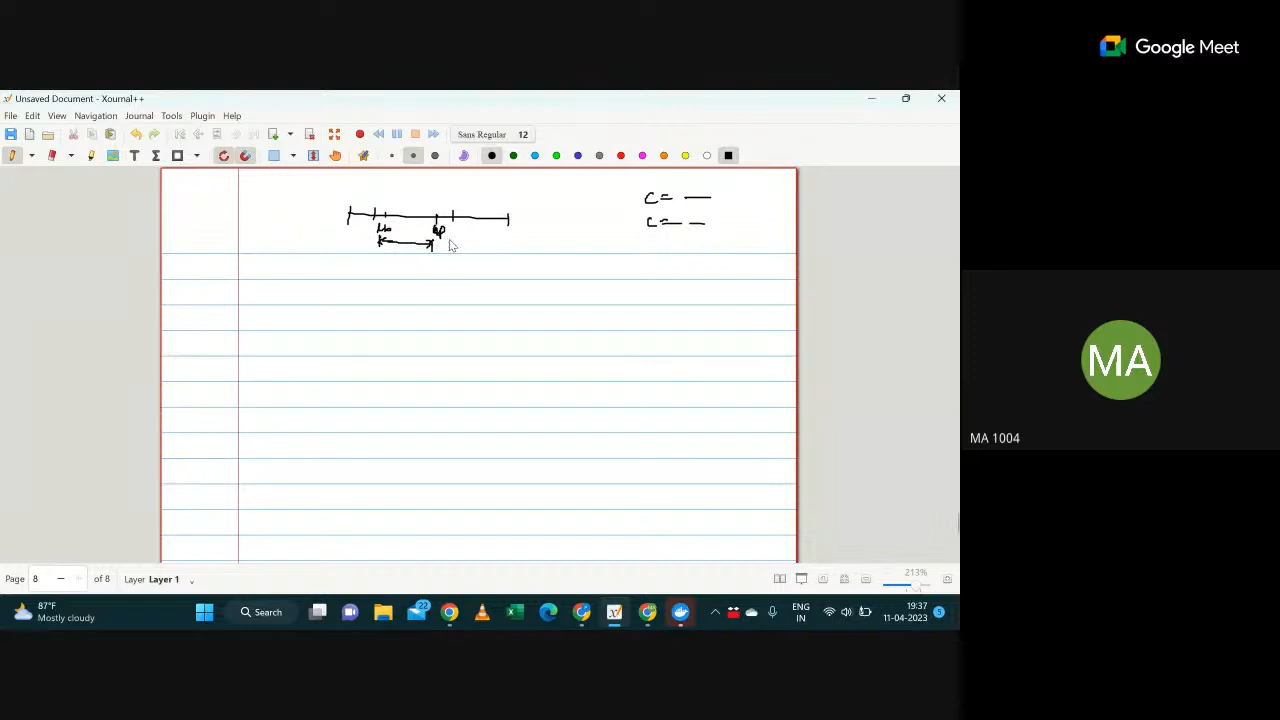 Google Meet
Unsaved Document - Xournal++
File Edit View Navigation Journal Tools Plugin Help
Sans Regular 12
C = —
C = —
MA
MA 1004
Page 8 of 8 Layer Layer 1
213%
87°F
Mostly cloudy
Search
22
ENG
IN
19:37
11-04-2023
5